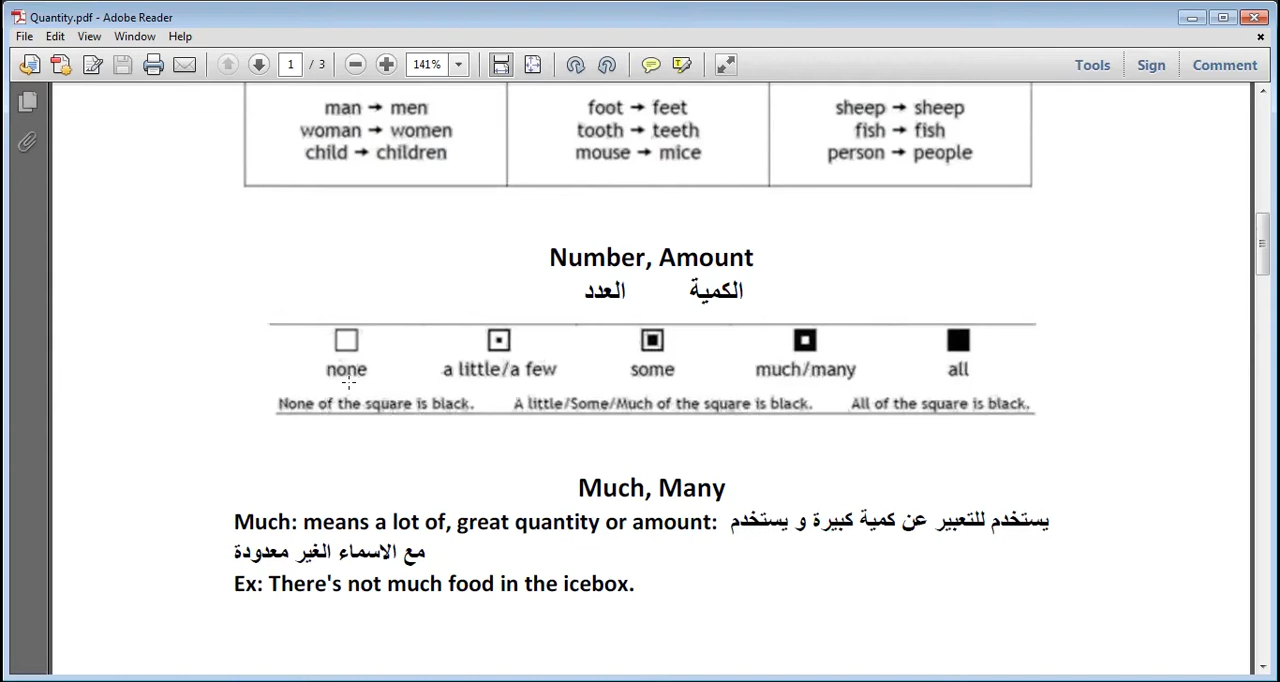 Quantity.pdf - Adobe Reader
File Edit View Window Help
1 / 3 141% Tools Sign Comment
man → men foot → feet sheep → sheep
woman → women tooth → teeth fish → fish
child → children mouse → mice person → people
Number, Amount
الكمية العدد
none a little/a few some much/many all
None of the square is black. A little/Some/Much of the square is black. All of the square is black.
Much, Many
Much: means a lot of, great quantity or amount: يستخدم للتعبير عن كمية كبيرة و يستخدم
مع الاسماء الغير معدودة
Ex: There's not much food in the icebox.